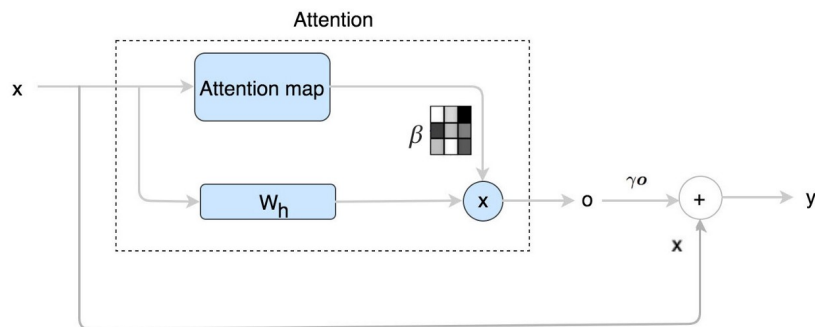 Attention
x
Attention map
β
W_h
x
o
γo
+
y
x